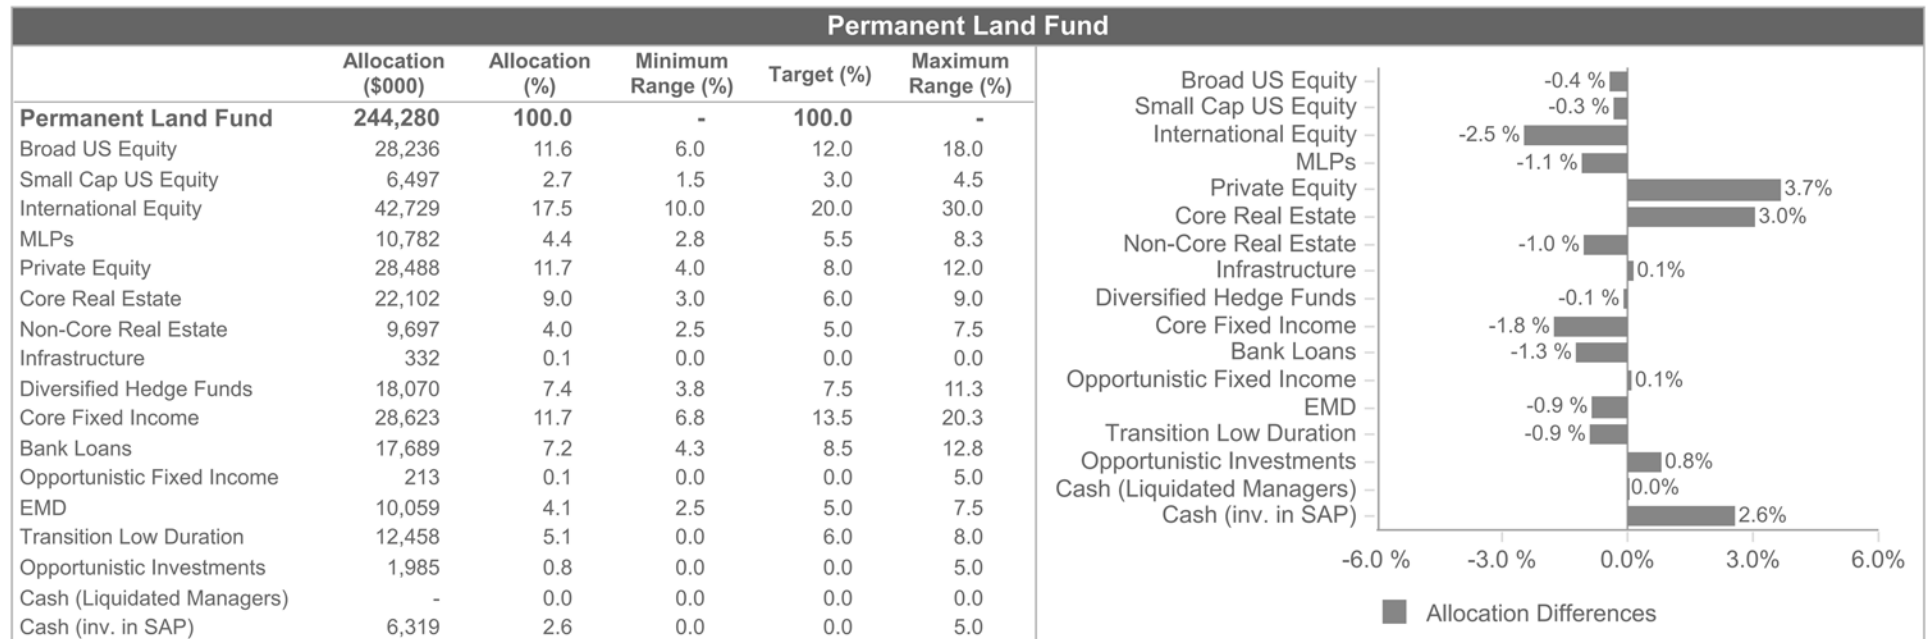 Permanent Land Fund
Allocation ($000) Allocation (%) Minimum Range (%) Target (%) Maximum Range (%)
Permanent Land Fund 244,280 100.0 - 100.0 -
Broad US Equity 28,236 11.6 6.0 12.0 18.0
Small Cap US Equity 6,497 2.7 1.5 3.0 4.5
International Equity 42,729 17.5 10.0 20.0 30.0
MLPs 10,782 4.4 2.8 5.5 8.3
Private Equity 28,488 11.7 4.0 8.0 12.0
Core Real Estate 22,102 9.0 3.0 6.0 9.0
Non-Core Real Estate 9,697 4.0 2.5 5.0 7.5
Infrastructure 332 0.1 0.0 0.0 0.0
Diversified Hedge Funds 18,070 7.4 3.8 7.5 11.3
Core Fixed Income 28,623 11.7 6.8 13.5 20.3
Bank Loans 17,689 7.2 4.3 8.5 12.8
Opportunistic Fixed Income 213 0.1 0.0 0.0 5.0
EMD 10,059 4.1 2.5 5.0 7.5
Transition Low Duration 12,458 5.1 0.0 6.0 8.0
Opportunistic Investments 1,985 0.8 0.0 0.0 5.0
Cash (Liquidated Managers) - 0.0 0.0 0.0 0.0
Cash (inv. in SAP) 6,319 2.6 0.0 0.0 5.0
Broad US Equity -0.4 %
Small Cap US Equity -0.3 %
International Equity -2.5 %
MLPs -1.1 %
Private Equity 3.7%
Core Real Estate 3.0%
Non-Core Real Estate -1.0 %
Infrastructure 0.1%
Diversified Hedge Funds -0.1 %
Core Fixed Income -1.8 %
Bank Loans -1.3 %
Opportunistic Fixed Income 0.1%
EMD -0.9 %
Transition Low Duration -0.9 %
Opportunistic Investments 0.8%
Cash (Liquidated Managers) 0.0%
Cash (inv. in SAP) 2.6%
-6.0 % -3.0 % 0.0% 3.0% 6.0%
Allocation Differences